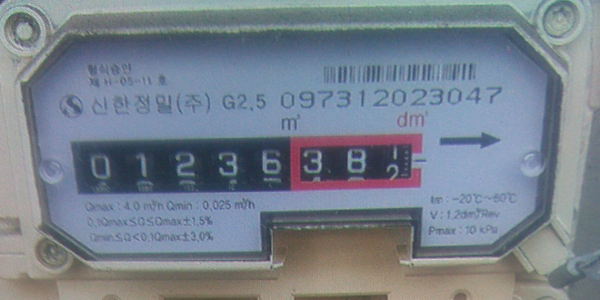 형식승인
제 H-05-11 호
신한정밀(주) G2.5 097312023047
m³ dm³
0 1 2 3 6 3 8 1
2
Qmax : 4.0 m³/h Qmin : 0.025 m³/h
0.1Qmax≤Q≤Qmax±1.5%
Qmin≤Q<0.1Qmax±3.0%
tm : -20℃~60℃
V : 1.2dm³/Rev
Pmax : 10 kPa